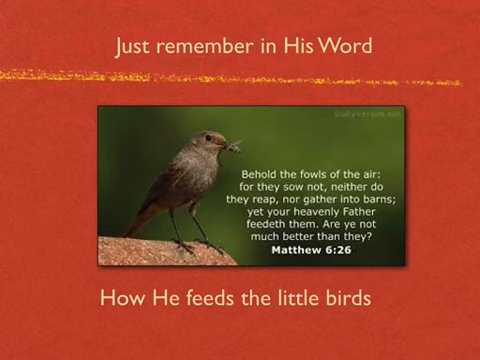 Just remember in His Word
DailyVerses.net
Behold the fowls of the air:
for they sow not, neither do
they reap, nor gather into barns;
yet your heavenly Father
feedeth them. Are ye not
much better than they?
Matthew 6:26
How He feeds the little birds